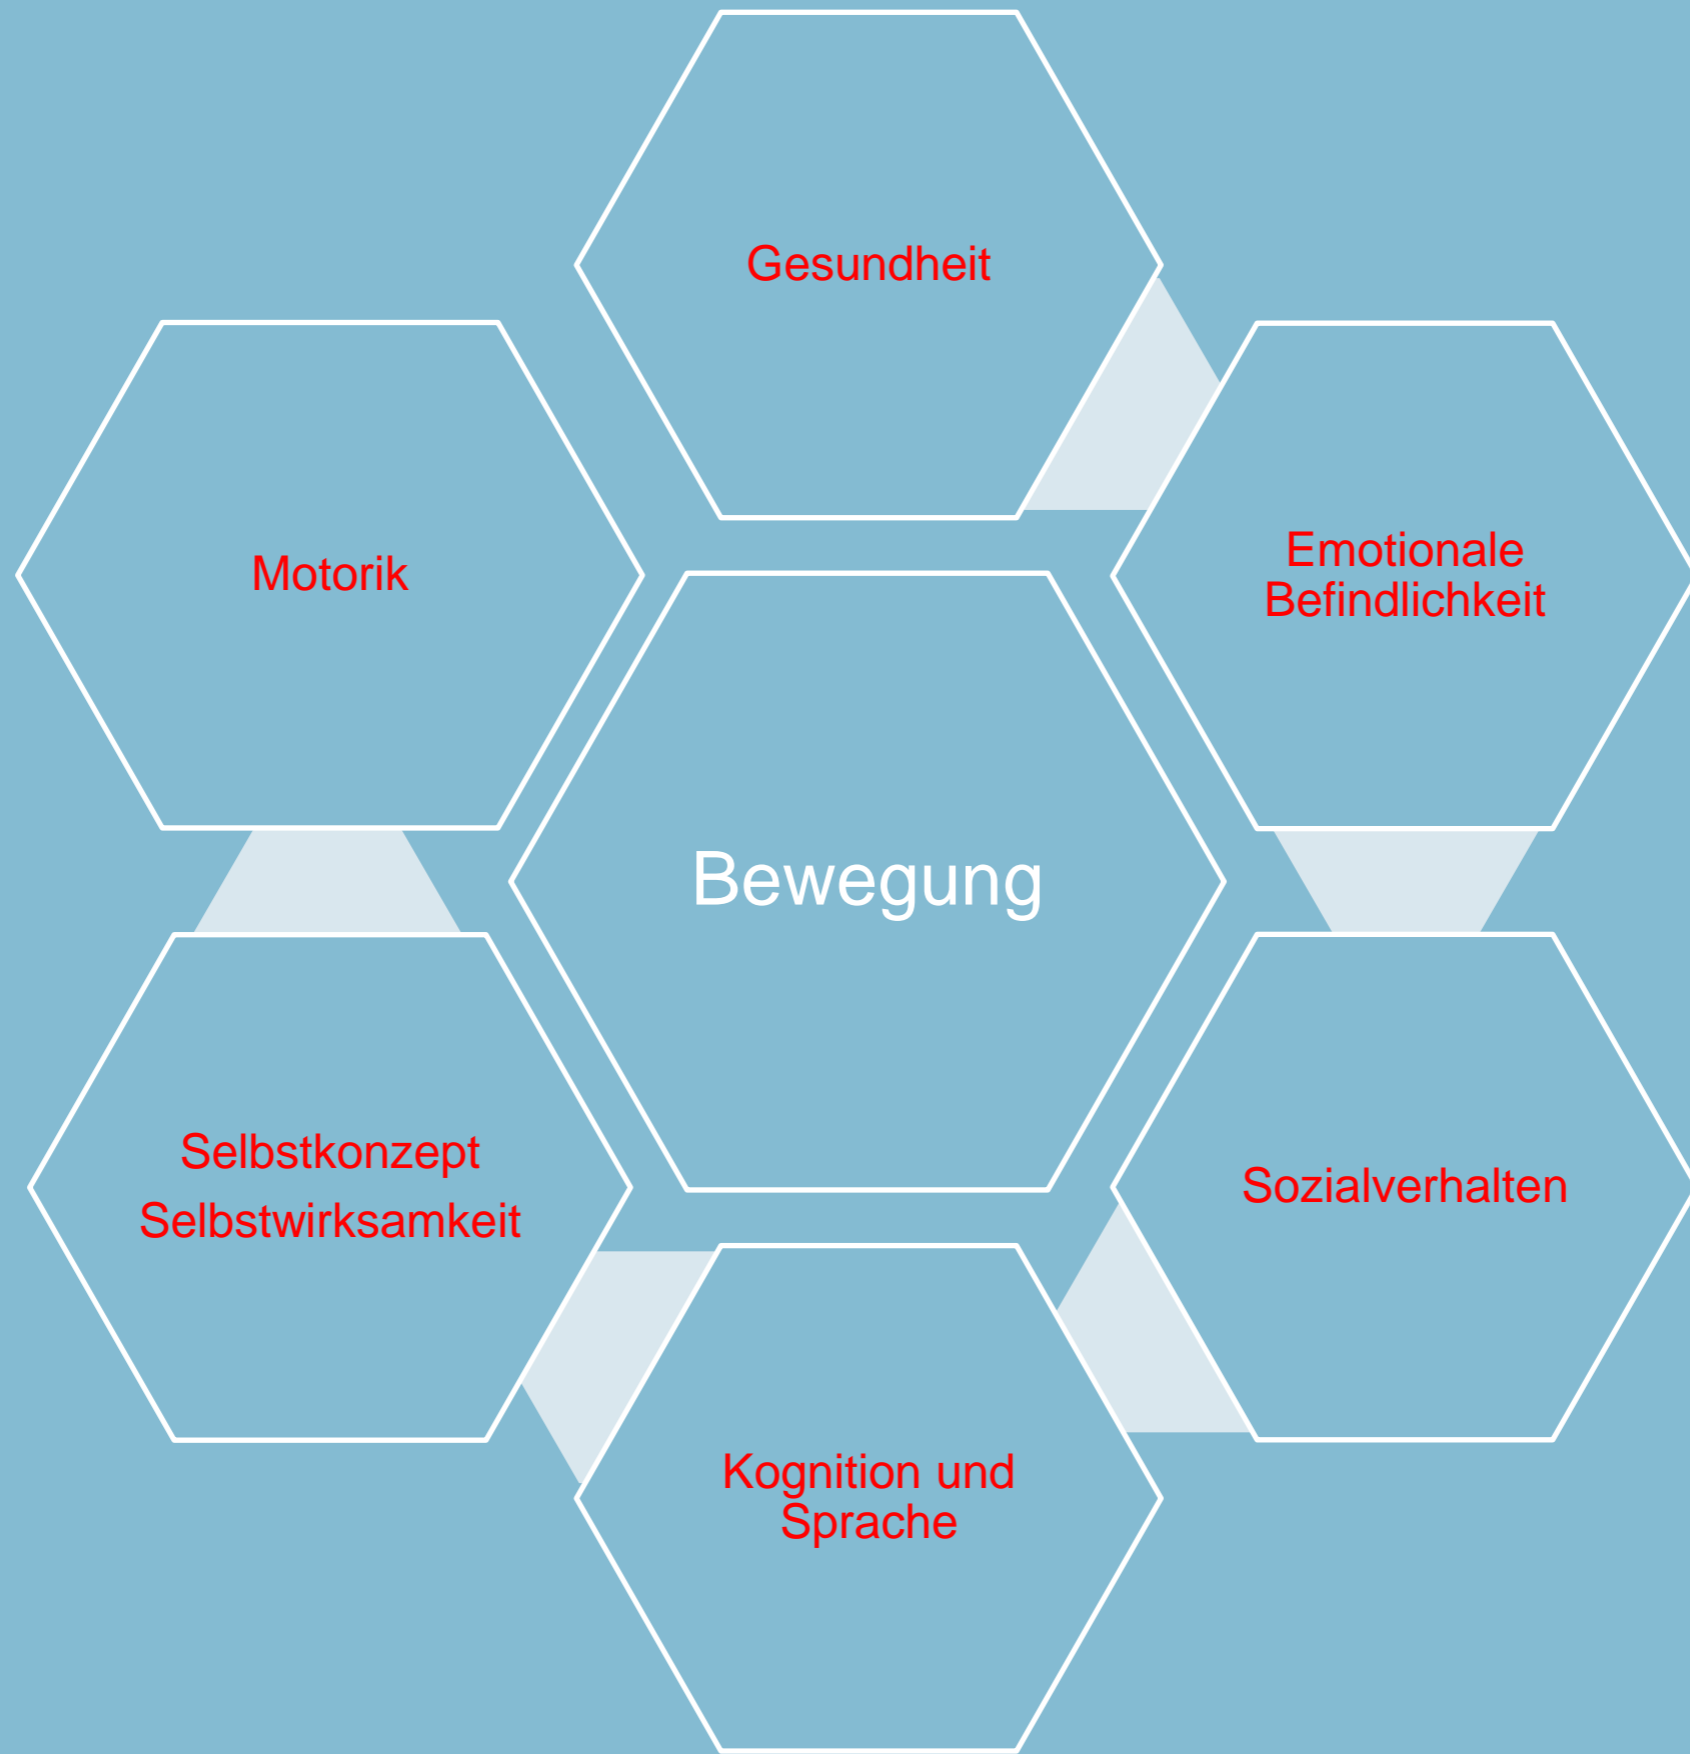 Gesundheit
Motorik
Emotionale
Befindlichkeit
Bewegung
Selbstkonzept
Selbstwirksamkeit
Sozialverhalten
Kognition und
Sprache